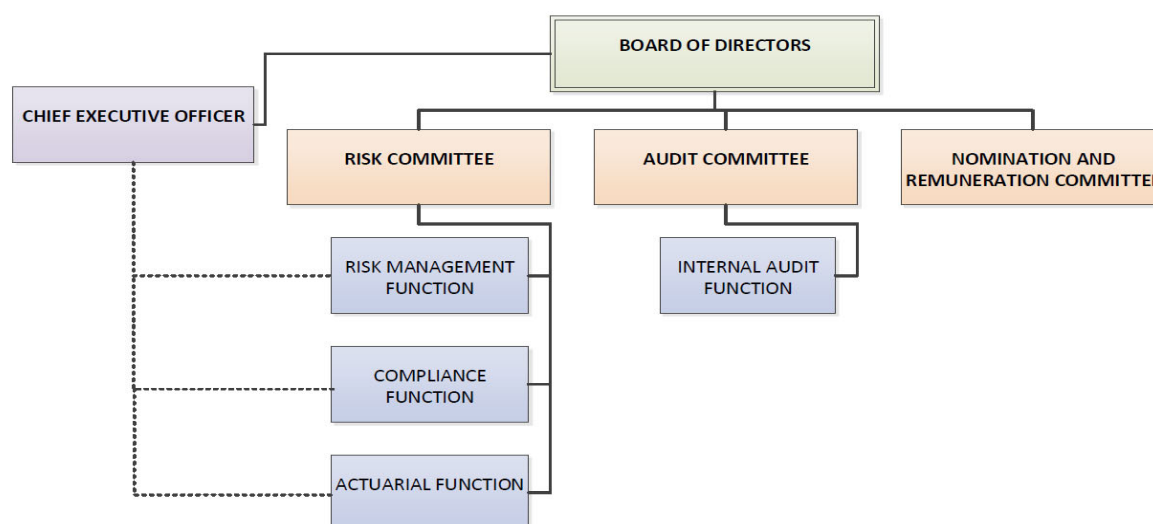 BOARD OF DIRECTORS
CHIEF EXECUTIVE OFFICER
RISK COMMITTEE
AUDIT COMMITTEE
NOMINATION AND
REMUNERATION COMMITTEE
RISK MANAGEMENT
FUNCTION
INTERNAL AUDIT
FUNCTION
COMPLIANCE
FUNCTION
ACTUARIAL FUNCTION